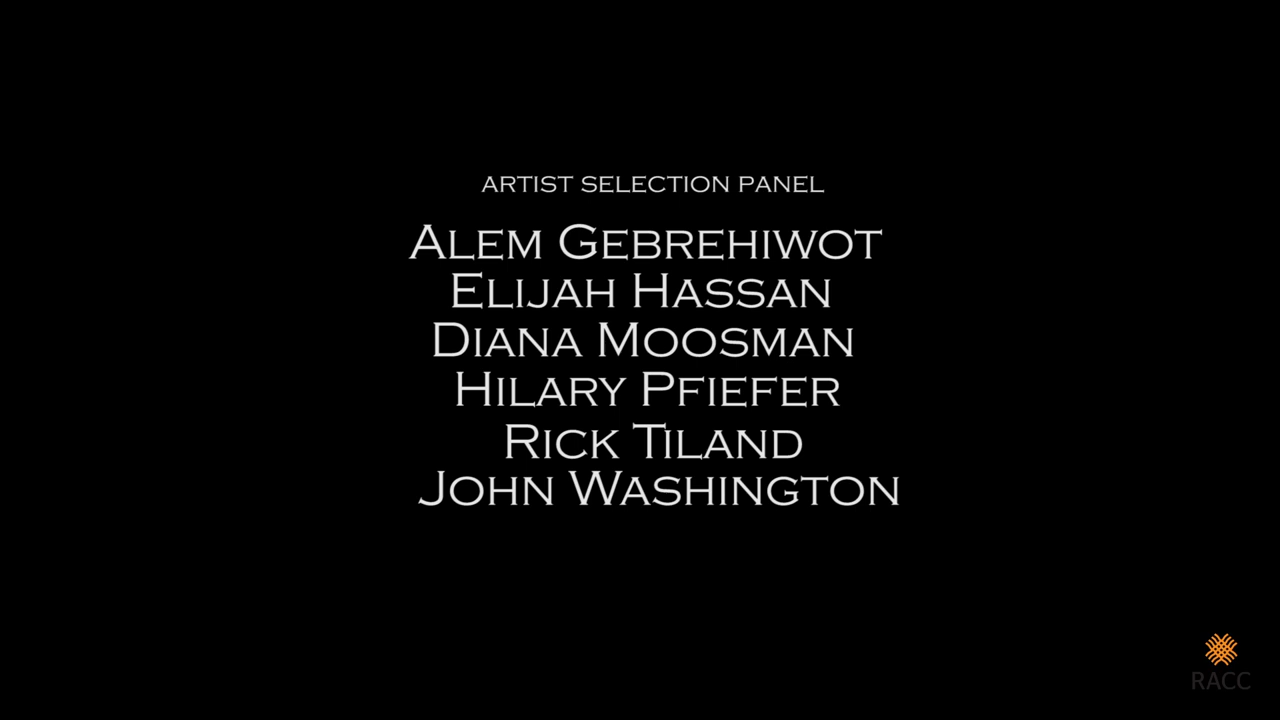 ARTIST SELECTION PANEL
ALEM GEBREHIWOT
ELIJAH HASSAN
DIANA MOOSMAN
HILARY PFIEFER
RICK TILAND
JOHN WASHINGTON
RACC